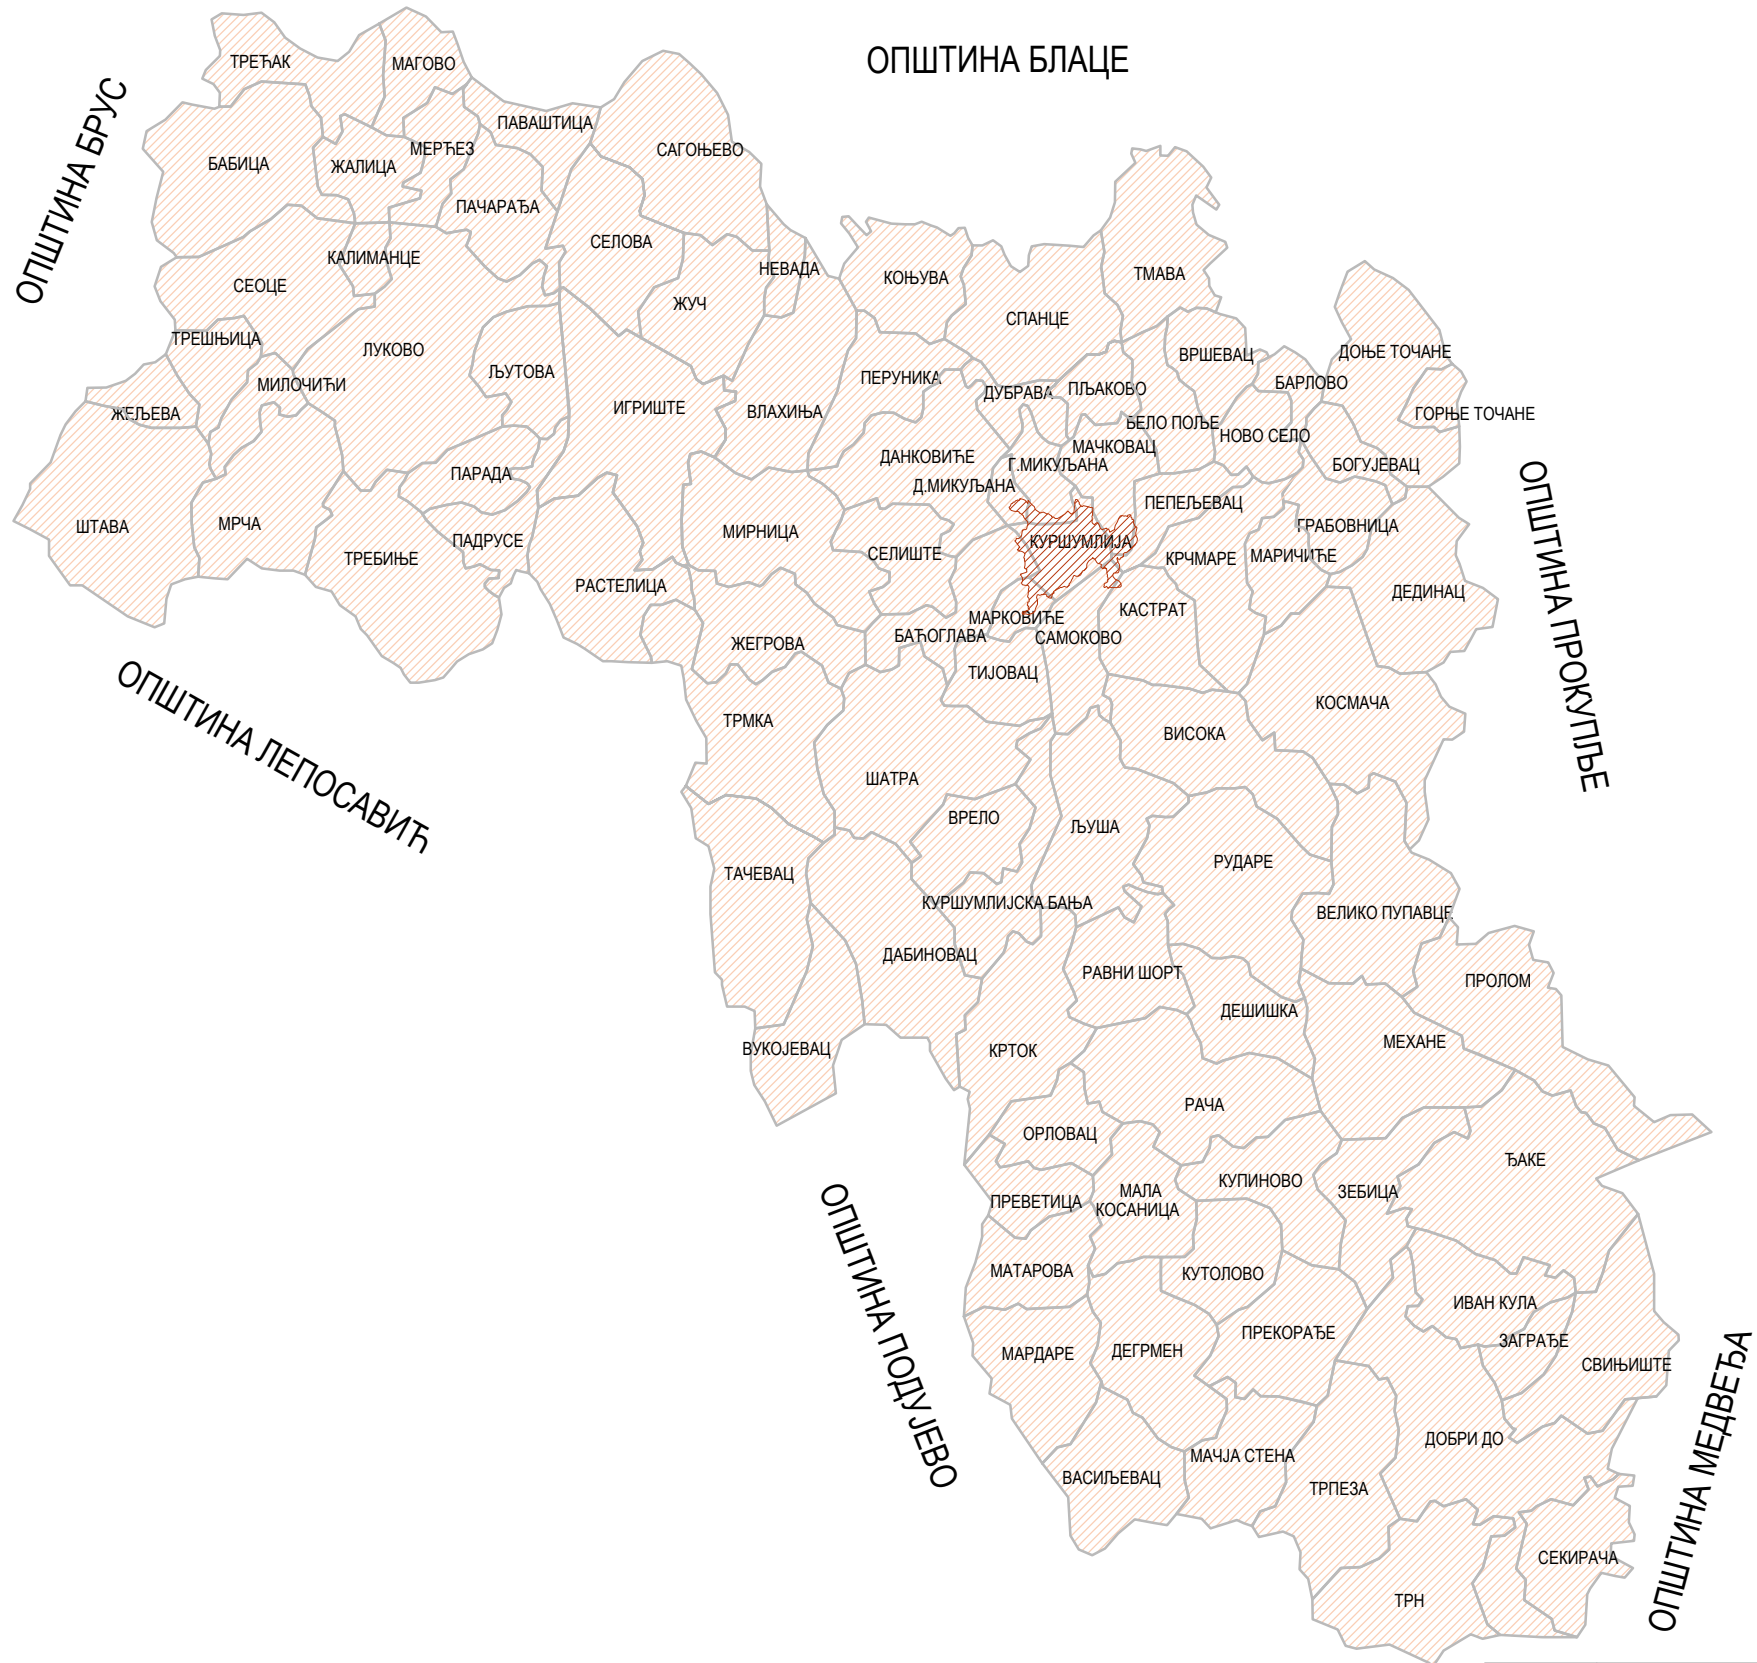 ОПШТИНА БЛАЦЕ
ОПШТИНА БРУС
ТРЕЋАК
МАГОВО
ПАВАШТИЦА
МЕРЋЕЗ
САГОЊЕВО
БАБИЦА
ЖАЛИЦА
ПАЧАРАЂА
СЕЛОВА
КАЛИМАНЦЕ
НЕВАДА
КОЊУВА
ТМАВА
СЕОЦЕ
ЖУЧ
СПАНЦЕ
ТРЕШЊИЦА
ЛУКОВО
ВРШЕВАЦ
ДОЊЕ ТОЧАНЕ
МИЛОЧИЋИ
ЉУТОВА
ПЕРУНИКА
ДУБРАВА
ПЉАКОВО
БАРЛОВО
ЖЕЉЕВА
ИГРИШТЕ
ВЛАХИЊА
БЕЛО ПОЉЕ
ГОРЊЕ ТОЧАНЕ
НОВО СЕЛО
МАЧКОВАЦ
ДАНКОВИЋЕ
Г.МИКУЉАНА
БОГУЈЕВАЦ
ПАРАДА
Д.МИКУЉАНА
ПЕПЕЉЕВАЦ
ШТАВА
МРЧА
МИРНИЦА
ГРАБОВНИЦА
ПАДРУСЕ
КУРШУМЛИЈА
ТРЕБИЊЕ
СЕЛИШТЕ
КРЧМАРЕ
МАРИЧИЋЕ
РАСТЕЛИЦА
ДЕДИНАЦ
КАСТРАТ
МАРКОВИЋЕ
БАЋОГЛАВА
САМОКОВО
ЖЕГРОВА
ТИЈОВАЦ
ОПШТИНА ПРОКУПЉЕ
ОПШТИНА ЛЕПОСАВИЋ
КОСМАЧА
ТРМКА
ВИСОКА
ШАТРА
ВРЕЛО
ЉУША
РУДАРЕ
ТАЧЕВАЦ
КУРШУМЛИЈСКА БАЊА
ВЕЛИКО ПУПАВЦЕ
ДАБИНОВАЦ
РАВНИ ШОРТ
ПРОЛОМ
ДЕШИШКА
МЕХАНЕ
ВУКОЈЕВАЦ
КРТОК
РАЧА
ОРЛОВАЦ
ЂАКЕ
КУПИНОВО
ЗЕБИЦА
ПРЕВЕТИЦА
МАЛА
КОСАНИЦА
ОПШТИНА ПОДУЈЕВО
МАТАРОВА
КУТОЛОВО
ИВАН КУЛА
ПРЕКОРАЂЕ
ЗАГРАЂЕ
МАРДАРЕ
ДЕГРМЕН
СВИЊИШТЕ
ДОБРИ ДО
МАЧЈА СТЕНА
ВАСИЉЕВАЦ
ТРПЕЗА
ОПШТИНА МЕДВЕЂА
СЕКИРАЧА
ТРН